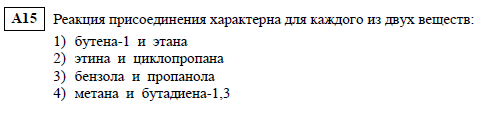 А15 Реакция присоединения характерна для каждого из двух веществ:
1) бутена-1 и этана
2) этина и циклопропана
3) бензола и пропанола
4) метана и бутадиена-1,3